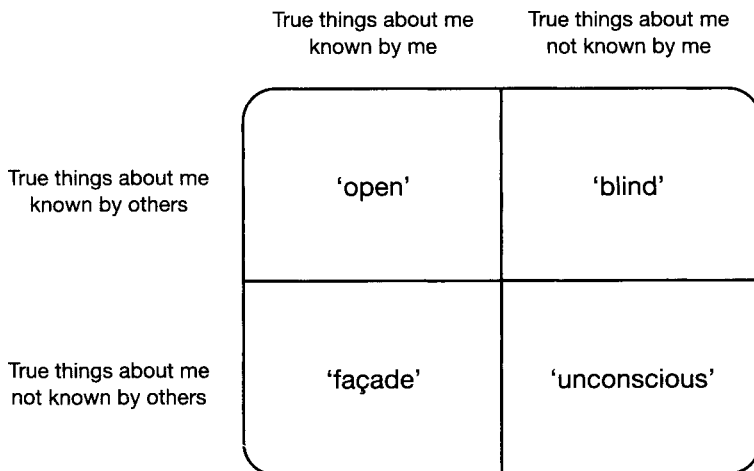 True things about me
known by me
True things about me
not known by me
True things about me
known by others
‘open’
‘blind’
True things about me
not known by others
‘façade’
‘unconscious’